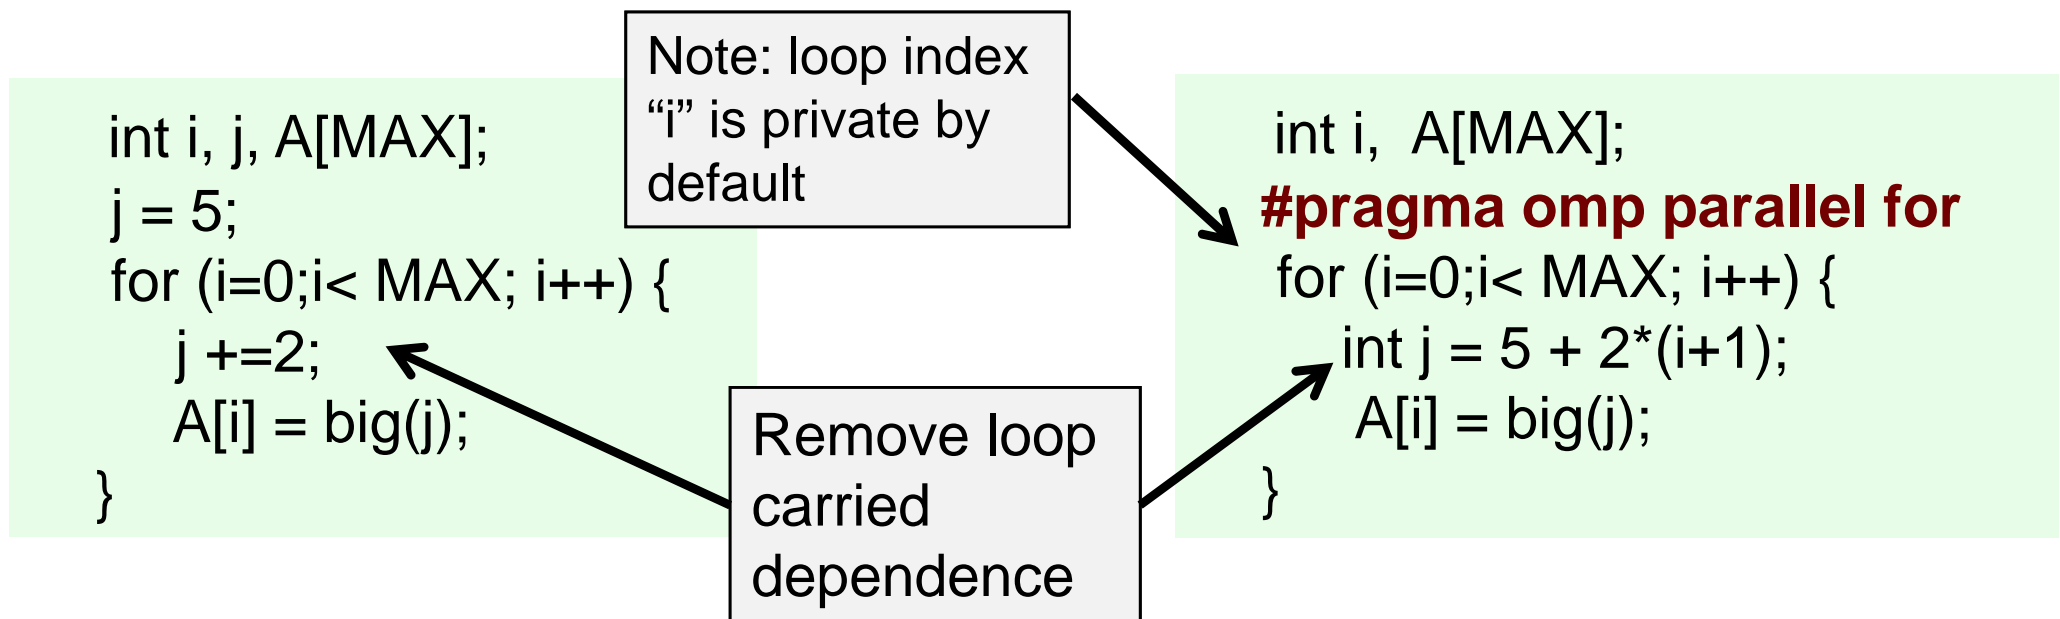 int i, j, A[MAX];
j = 5;
for (i=0;i< MAX; i++) {
j +=2;
A[i] = big(j);
}
Note: loop index
“i” is private by
default
Remove loop
carried
dependence
int i, A[MAX];
#pragma omp parallel for
for (i=0;i< MAX; i++) {
int j = 5 + 2*(i+1);
A[i] = big(j);
}